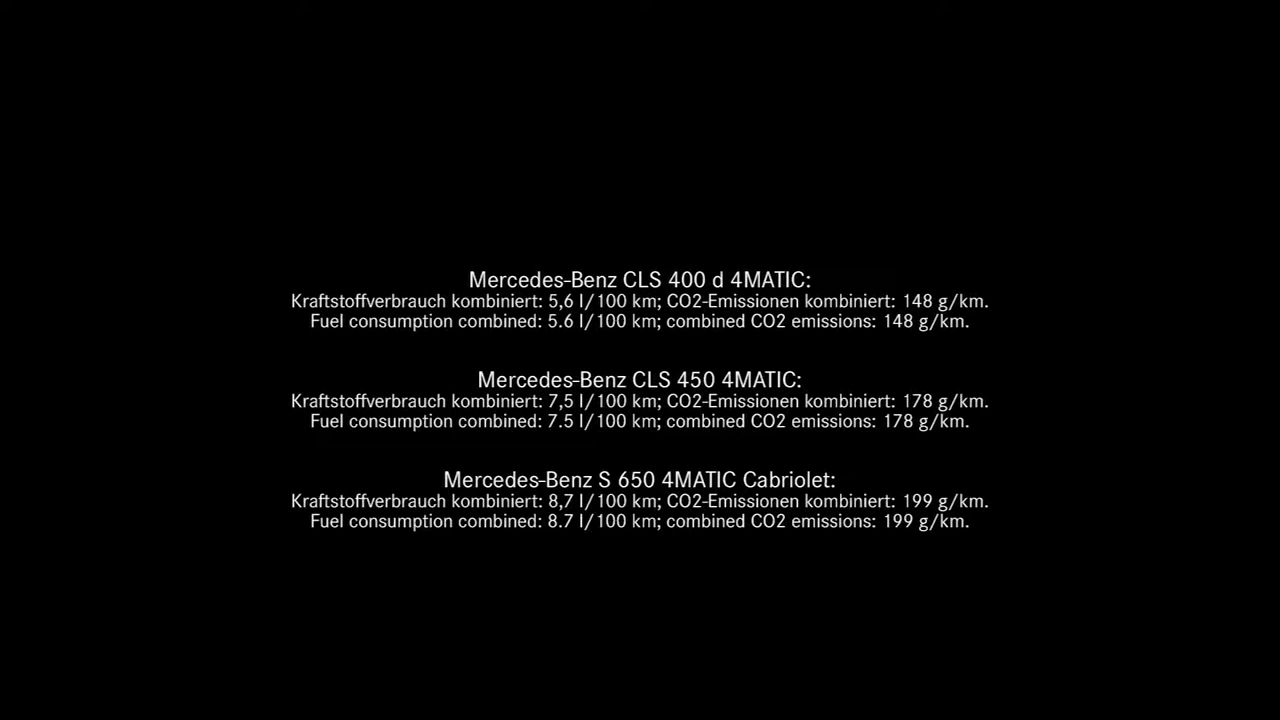 Mercedes-Benz CLS 400 d 4MATIC:
Kraftstoffverbrauch kombiniert: 5,6 l/100 km; CO2-Emissionen kombiniert: 148 g/km.
Fuel consumption combined: 5.6 l/100 km; combined CO2 emissions: 148 g/km.
Mercedes-Benz CLS 450 4MATIC:
Kraftstoffverbrauch kombiniert: 7,5 l/100 km; CO2-Emissionen kombiniert: 178 g/km.
Fuel consumption combined: 7.5 l/100 km; combined CO2 emissions: 178 g/km.
Mercedes-Benz S 650 4MATIC Cabriolet:
Kraftstoffverbrauch kombiniert: 8,7 l/100 km; CO2-Emissionen kombiniert: 199 g/km.
Fuel consumption combined: 8.7 l/100 km; combined CO2 emissions: 199 g/km.